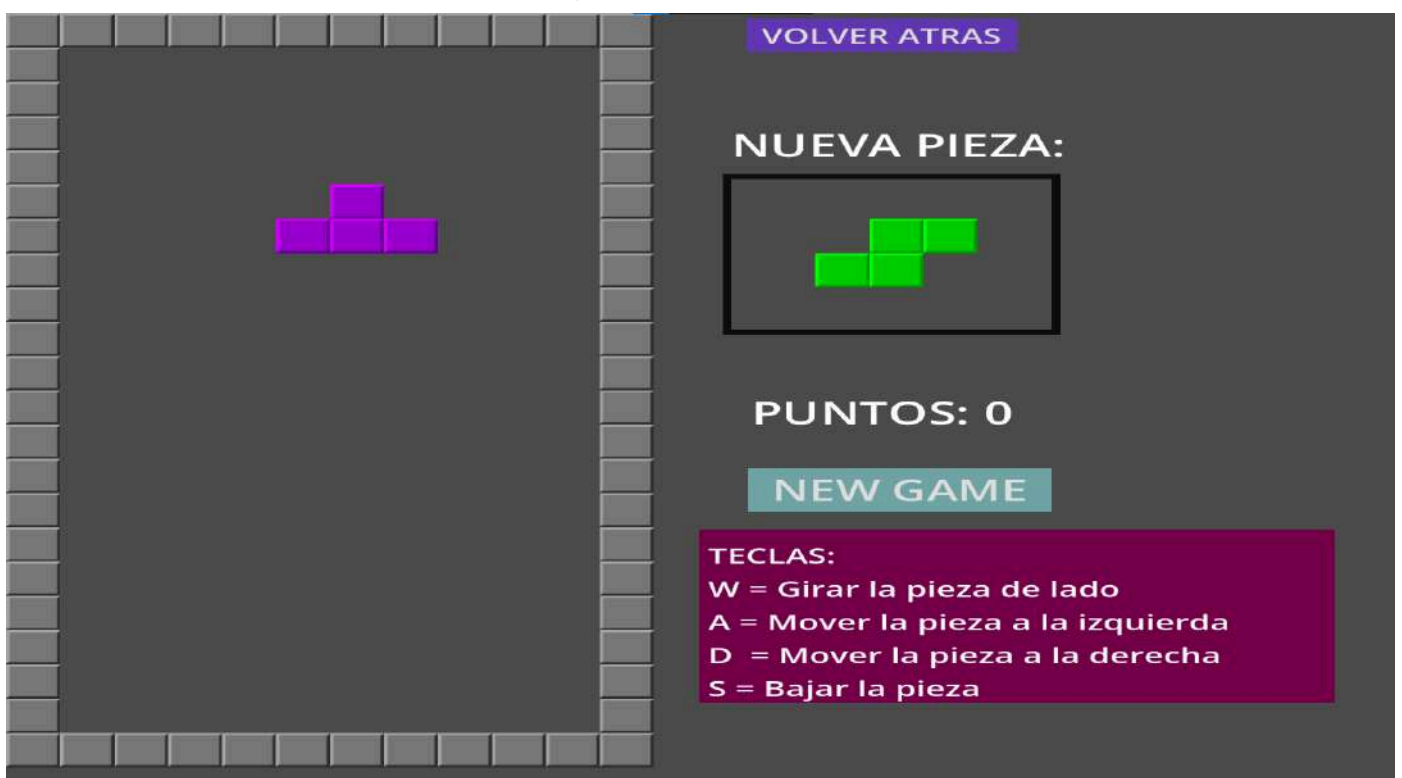 VOLVER ATRAS
NUEVA PIEZA:
PUNTOS: 0
NEW GAME
TECLAS:
W = Girar la pieza de lado
A = Mover la pieza a la izquierda
D = Mover la pieza a la derecha
S = Bajar la pieza